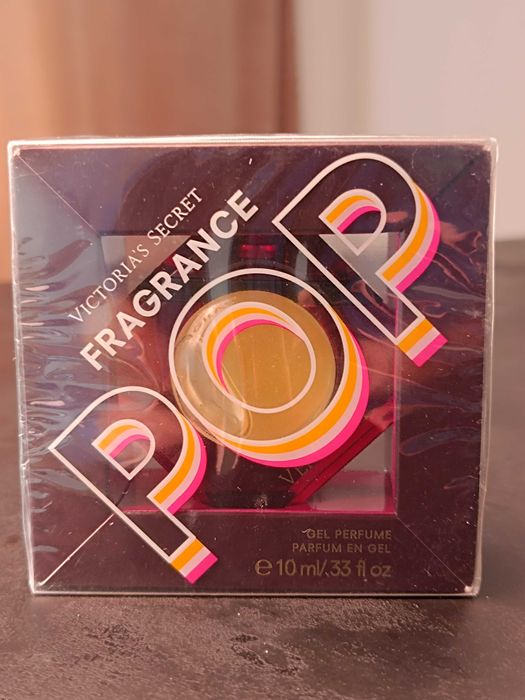 VICTORIA'S SECRET
FRAGRANCE
POP
GEL PERFUME
PARFUM EN GEL
℮10 ml/.33 fl oz